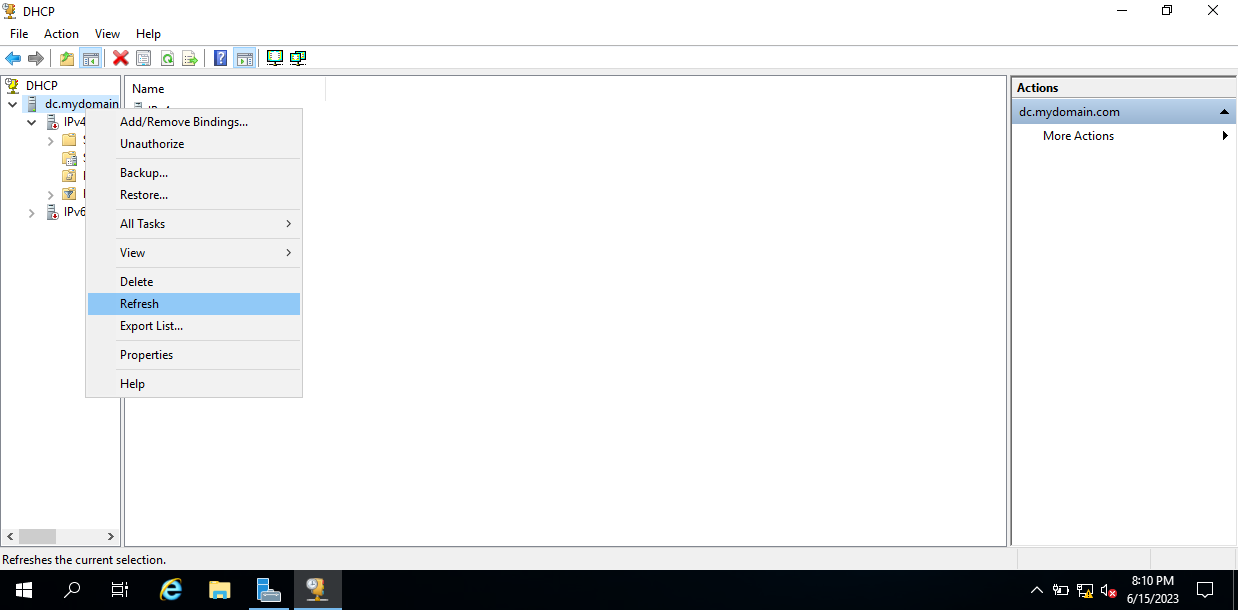 DHCP
File Action View Help
DHCP
dc.mydomain
IPv4
IPv6
Name
Add/Remove Bindings...
Unauthorize
Backup...
Restore...
All Tasks
View
Delete
Refresh
Export List...
Properties
Help
Actions
dc.mydomain.com
More Actions
Refreshes the current selection.
8:10 PM
6/15/2023